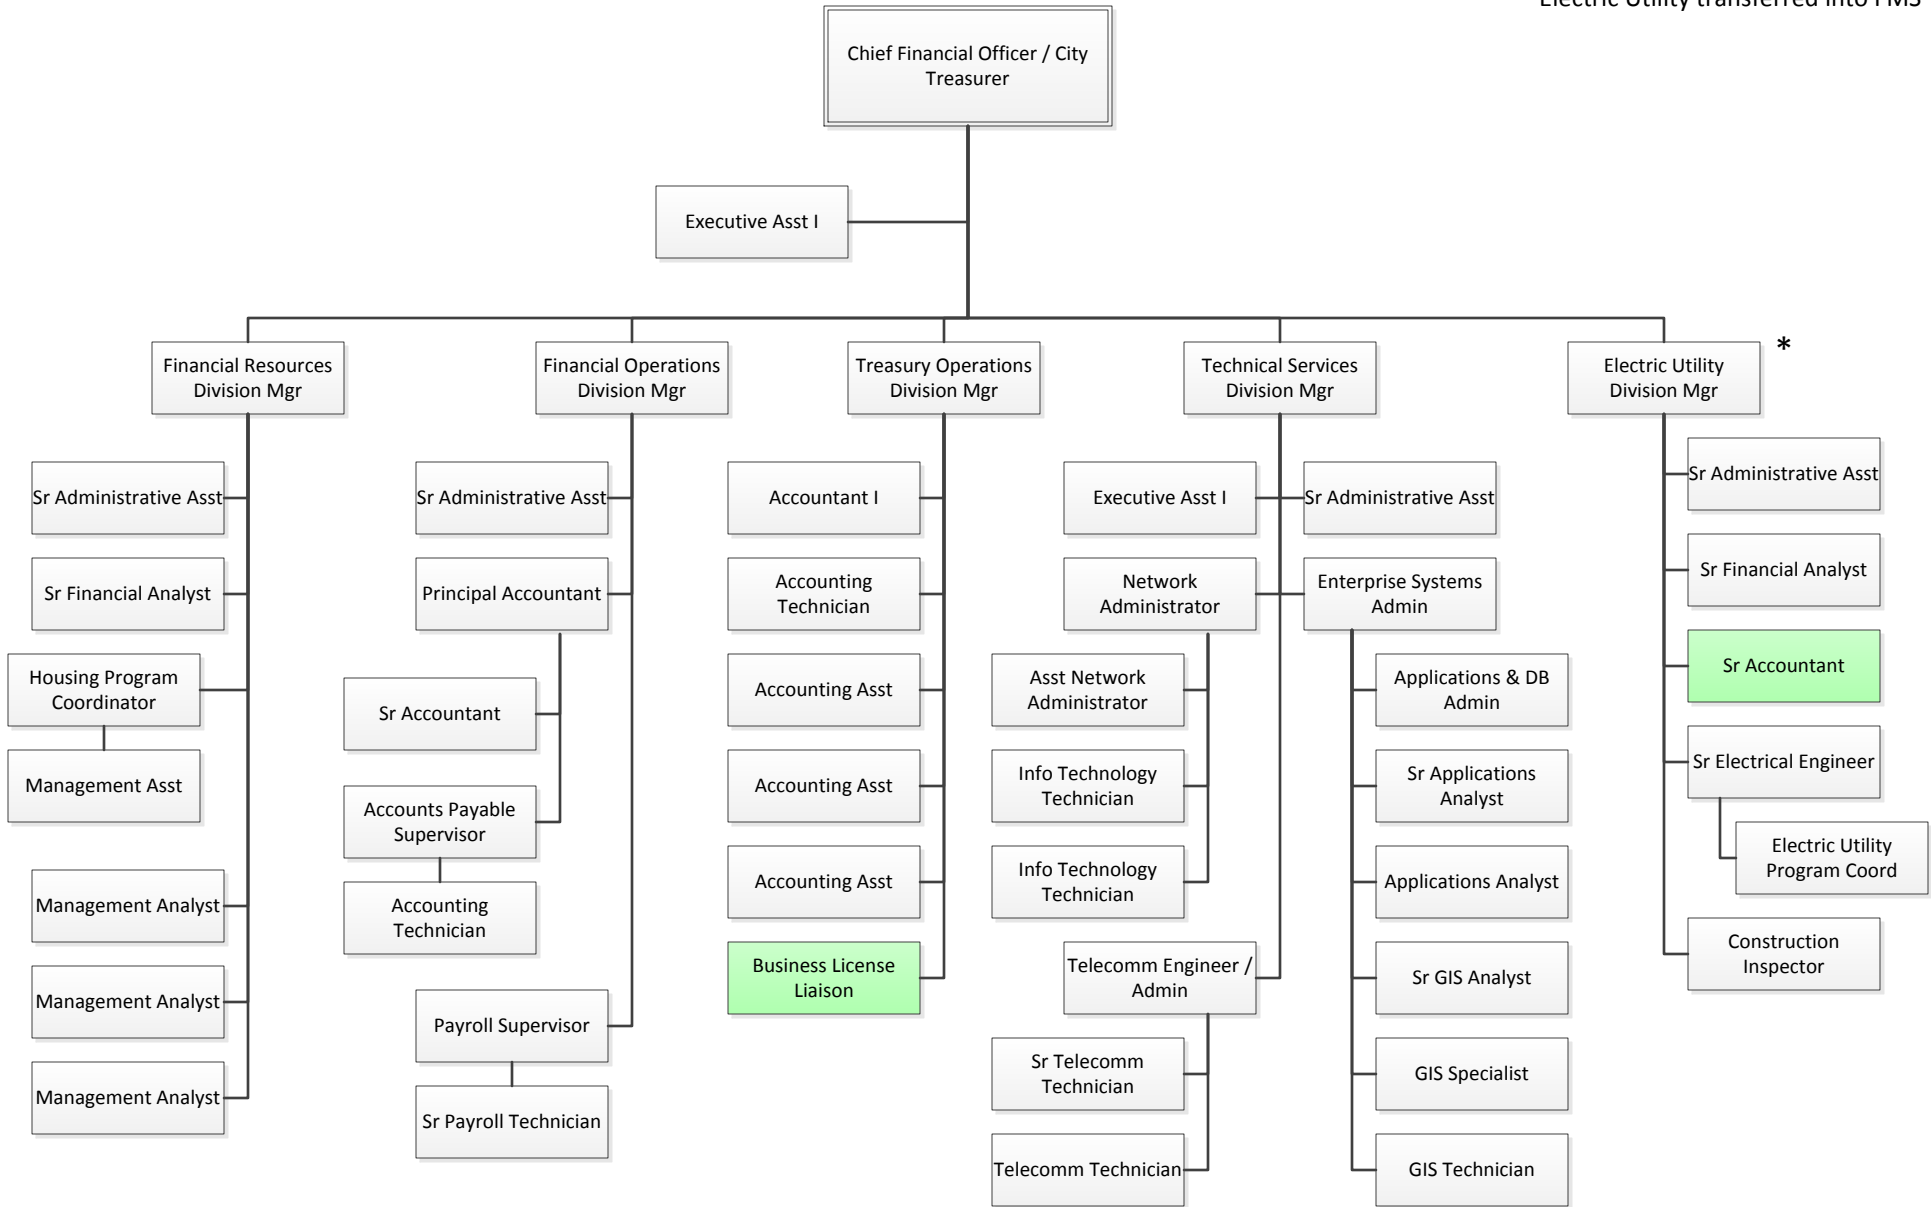 Electric Utility transferred into FMS
Chief Financial Officer / City
Treasurer
Executive Asst I
Financial Resources
Division Mgr
Financial Operations
Division Mgr
Treasury Operations
Division Mgr
Technical Services
Division Mgr
Electric Utility
Division Mgr
*
Sr Administrative Asst
Sr Financial Analyst
Housing Program
Coordinator
Management Asst
Management Analyst
Management Analyst
Management Analyst
Sr Administrative Asst
Principal Accountant
Sr Accountant
Accounts Payable
Supervisor
Accounting
Technician
Payroll Supervisor
Sr Payroll Technician
Accountant I
Accounting
Technician
Accounting Asst
Accounting Asst
Accounting Asst
Business License
Liaison
Executive Asst I
Sr Administrative Asst
Network
Administrator
Asst Network
Administrator
Info Technology
Technician
Info Technology
Technician
Telecomm Engineer /
Admin
Sr Telecomm
Technician
Telecomm Technician
Enterprise Systems
Admin
Applications & DB
Admin
Sr Applications
Analyst
Applications Analyst
Sr GIS Analyst
GIS Specialist
GIS Technician
Sr Administrative Asst
Sr Financial Analyst
Sr Accountant
Sr Electrical Engineer
Electric Utility
Program Coord
Construction
Inspector